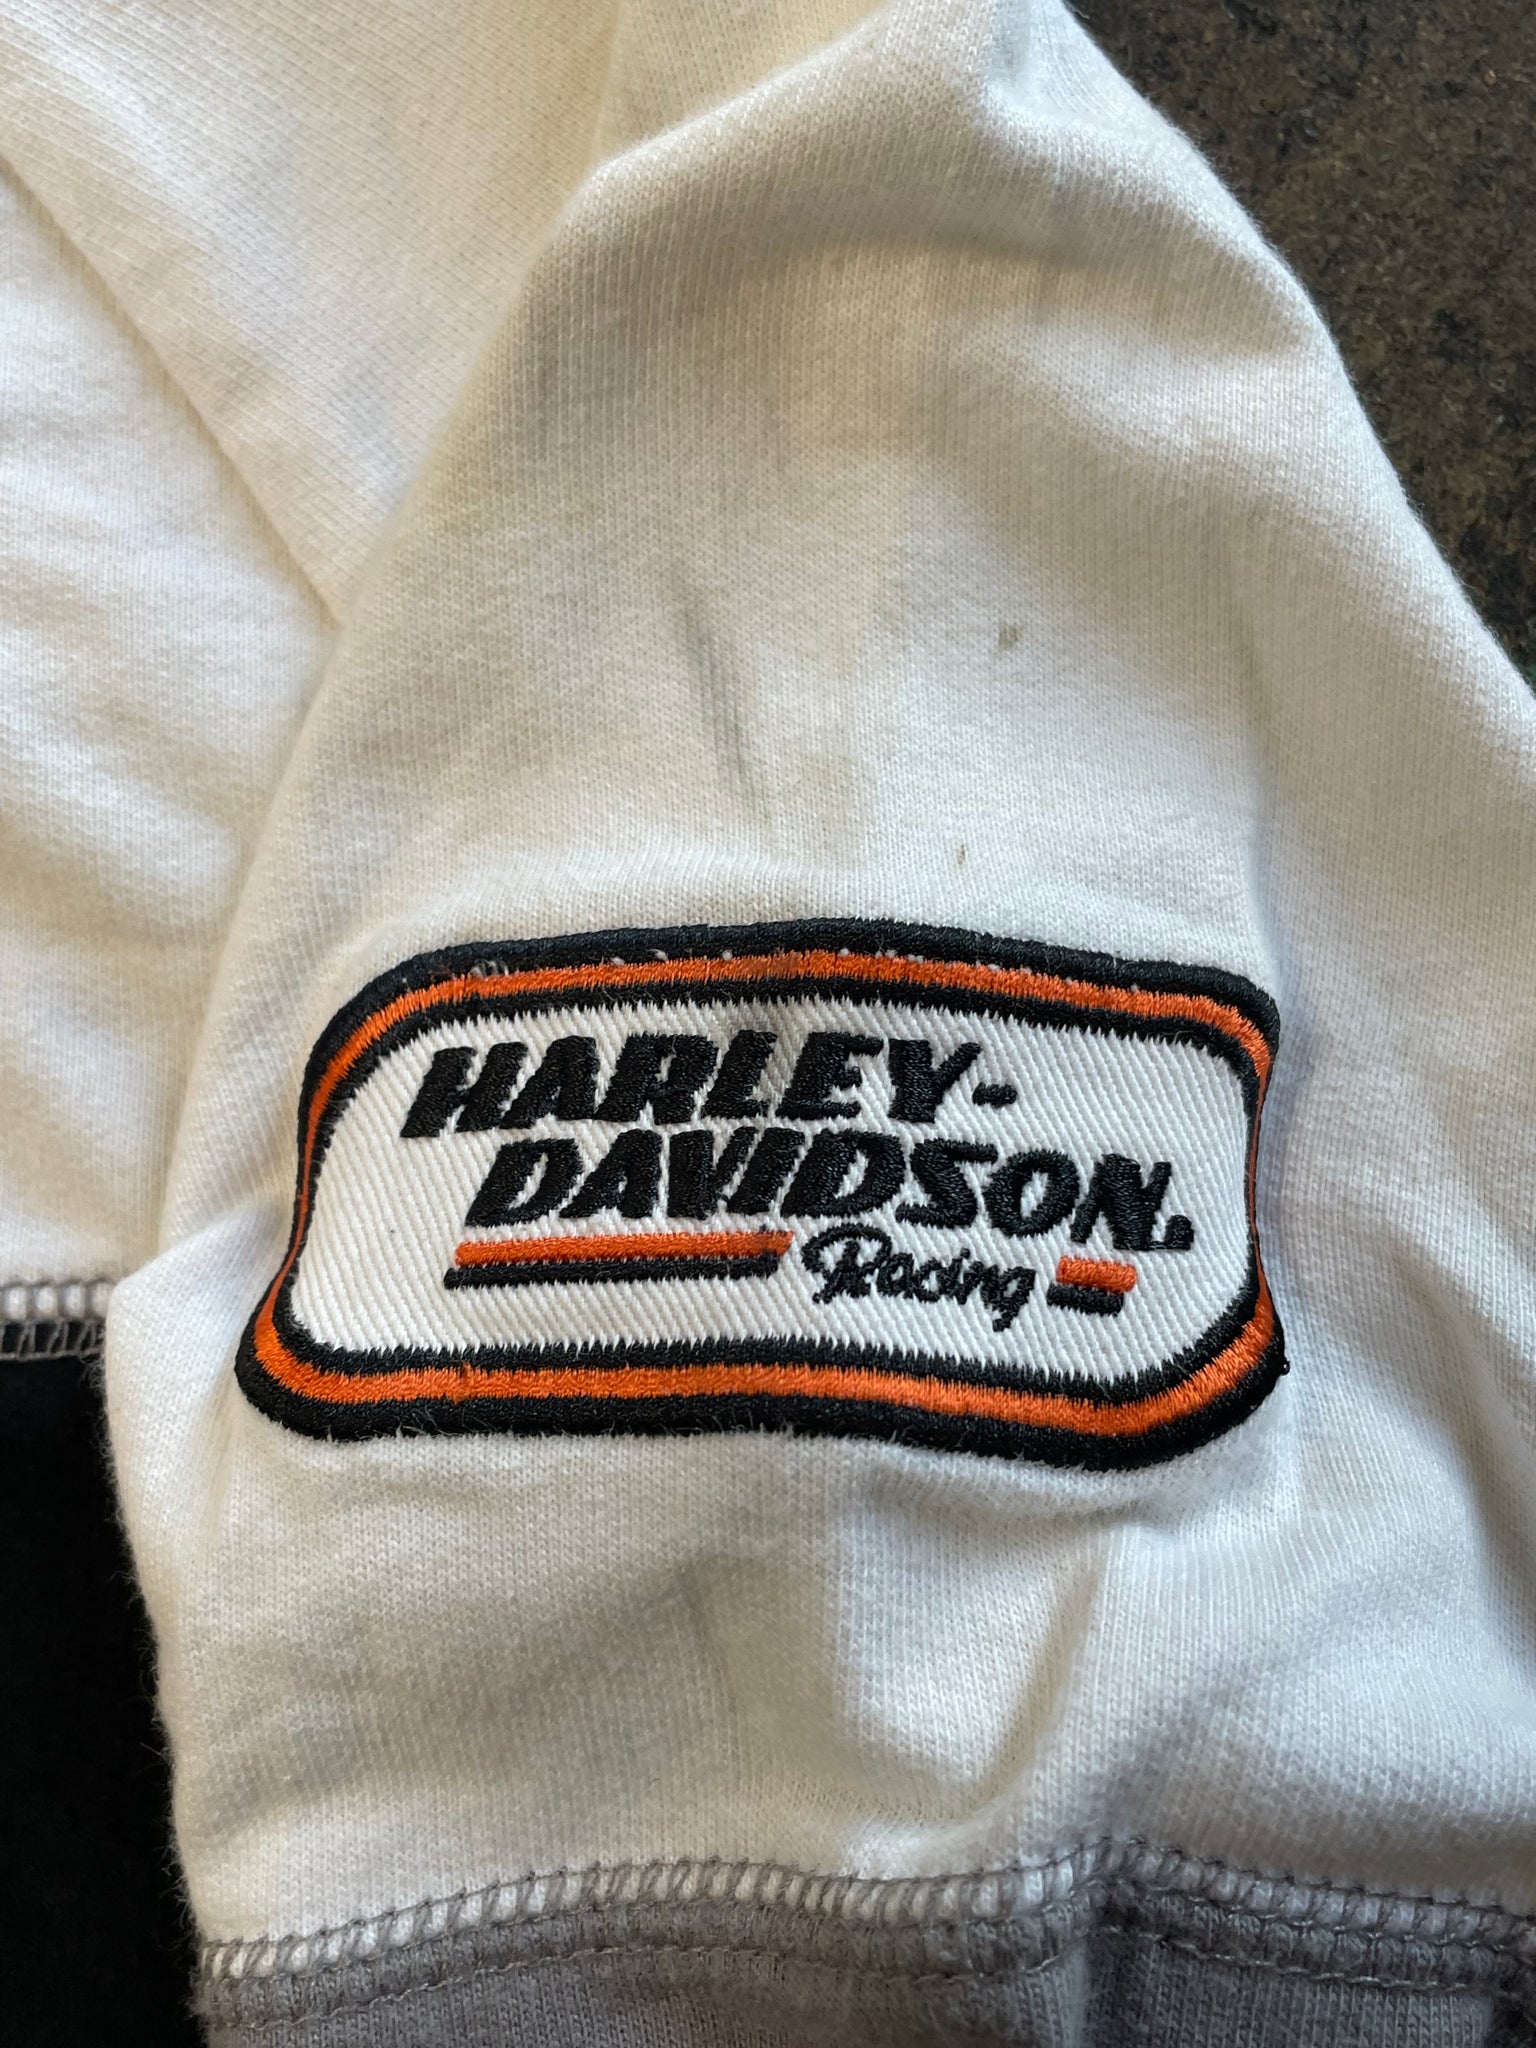 HARLEY-
DAVIDSON.
Racing